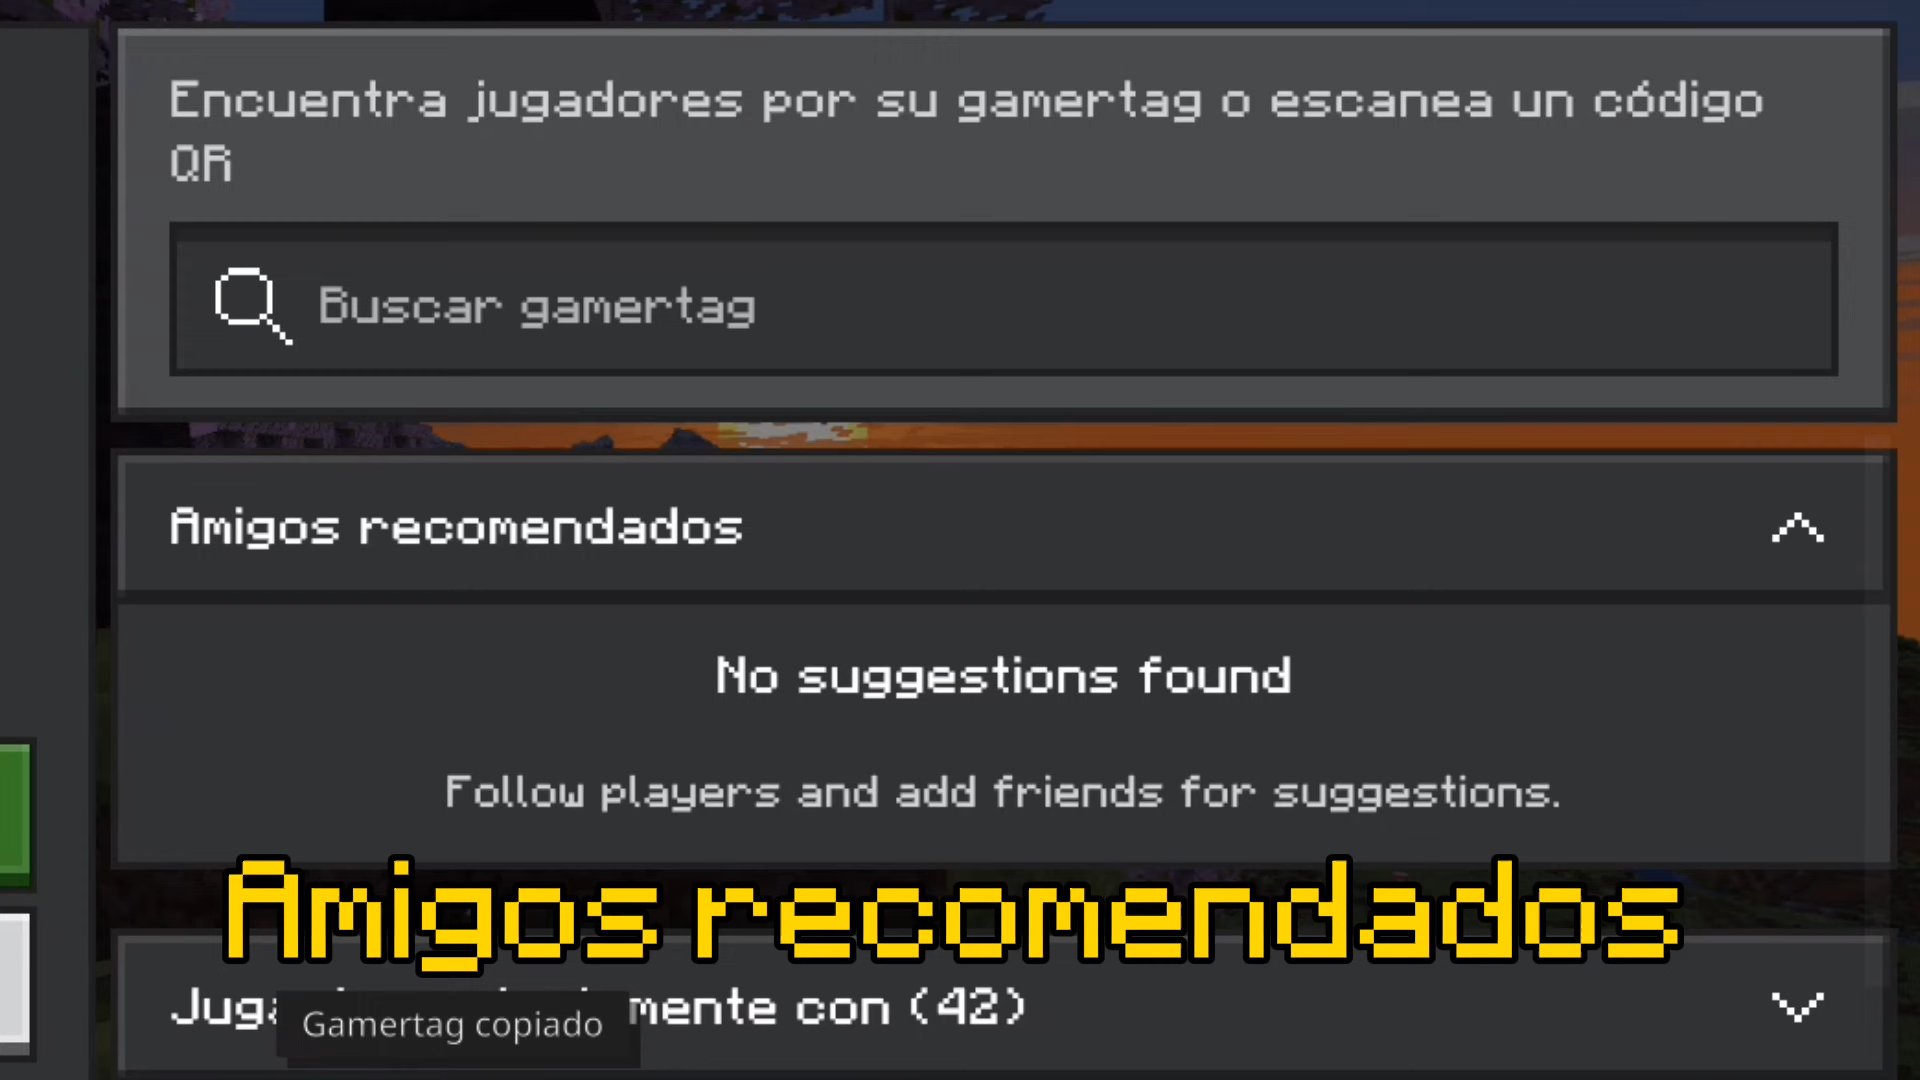 Encuentra jugadores por su gamertag o escanea un código
QR
Buscar gamertag
Amigos recomendados
No suggestions found
Follow players and add friends for suggestions.
Amigos recomendados
con (42)
Gamertag copiado